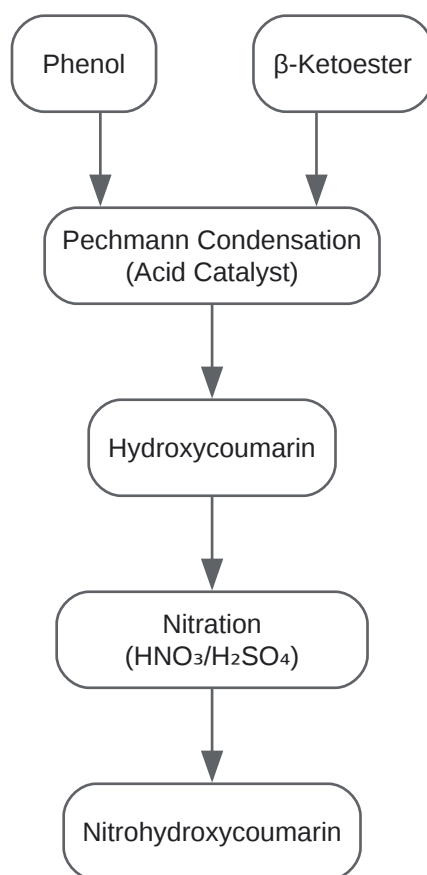 Phenol
β-Ketoester
Pechmann Condensation
(Acid Catalyst)
Hydroxycoumarin
Nitration
(HNO₃/H₂SO₄)
Nitrohydroxycoumarin